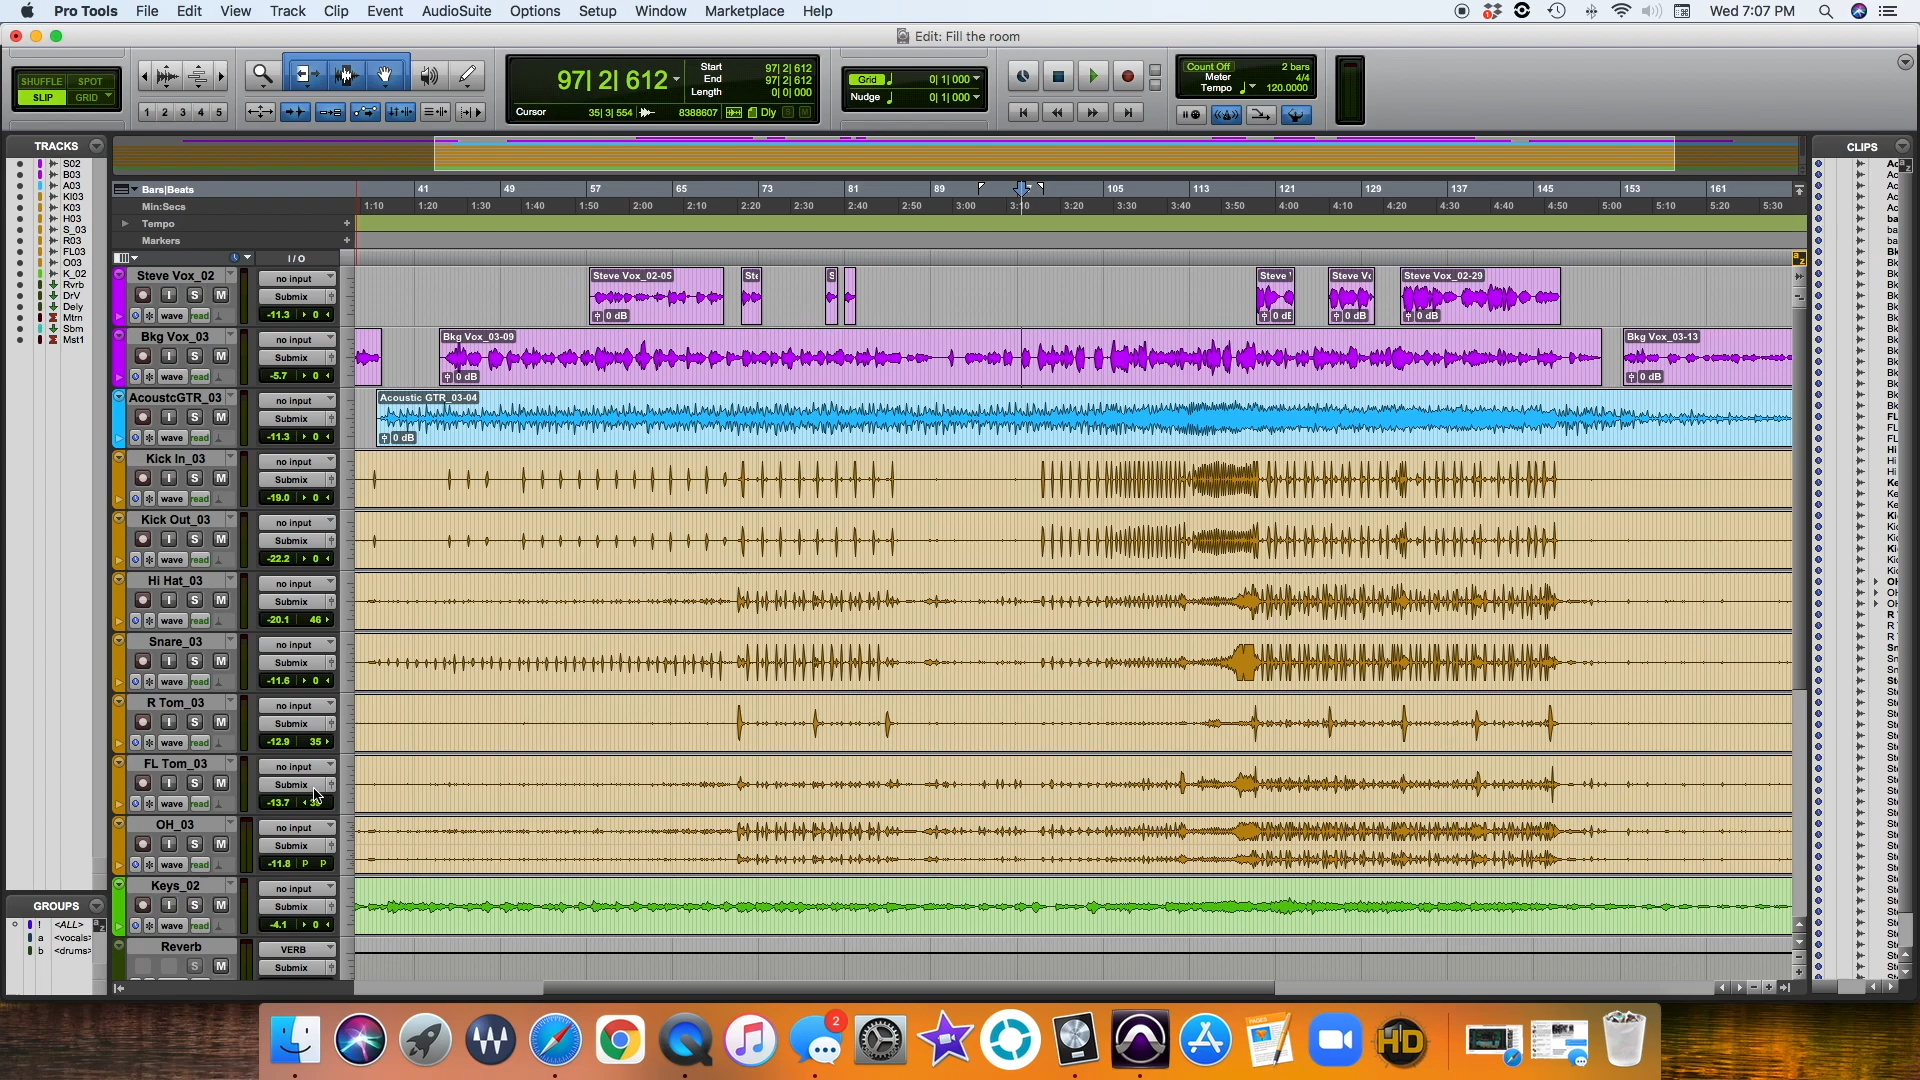 Pro Tools File Edit View Track Clip Event AudioSuite Options Setup Window Marketplace Help
Wed 7:07 PM
Edit: Fill the room
SHUFFLE SPOT
SLIP GRID
1 2 3 4 5
97| 2| 612
Start 97| 2| 612
End 97| 2| 612
Length 0| 0| 000
Cursor 35| 3| 554 8388607 Dly S M
Grid 0| 1| 000
Nudge 0| 1| 000
Count Off 2 bars
Meter 4/4
Tempo 120.0000
TRACKS
S02
B03
A03
KI03
K03
H03
S_03
R03
FL03
O03
K_02
Rvrb
DrV
Dely
Mtrn
Sbm
Mst1
GROUPS
! <ALL>
a <vocals>
b <drums>
Bars|Beats 41 49 57 65 73 81 89 105 113 121 129 137 145 153 161
Min:Secs 1:10 1:20 1:30 1:40 1:50 2:00 2:10 2:20 2:30 2:40 2:50 3:00 3:10 3:20 3:30 3:40 3:50 4:00 4:10 4:20 4:30 4:40 4:50 5:00 5:10 5:20 5:30
Tempo
Markers
I/O
Steve Vox_02 no input
I S M Submix
wave read -11.3 0
Steve Vox_02-05
0 dB
Steve Vox_02-29
0 dB
Bkg Vox_03 no input
I S M Submix
wave read -5.7 0
Bkg Vox_03-09
0 dB
Bkg Vox_03-13
0 dB
AcoustcGTR_03 no input
I S M Submix
wave read -11.3 0
Acoustic GTR_03-04
0 dB
Kick In_03 no input
I S M Submix
wave read -19.0 0
Kick Out_03 no input
I S M Submix
wave read -22.2 0
Hi Hat_03 no input
I S M Submix
wave read -20.1 46
Snare_03 no input
I S M Submix
wave read -11.6 0
R Tom_03 no input
I S M Submix
wave read -12.9 35
FL Tom_03 no input
I S M Submix
wave read -13.7
OH_03 no input
I S M Submix
wave read -11.8 P P
Keys_02 no input
I S M Submix
wave read -4.1 0
Reverb VERB
S M Submix
CLIPS
2
HD